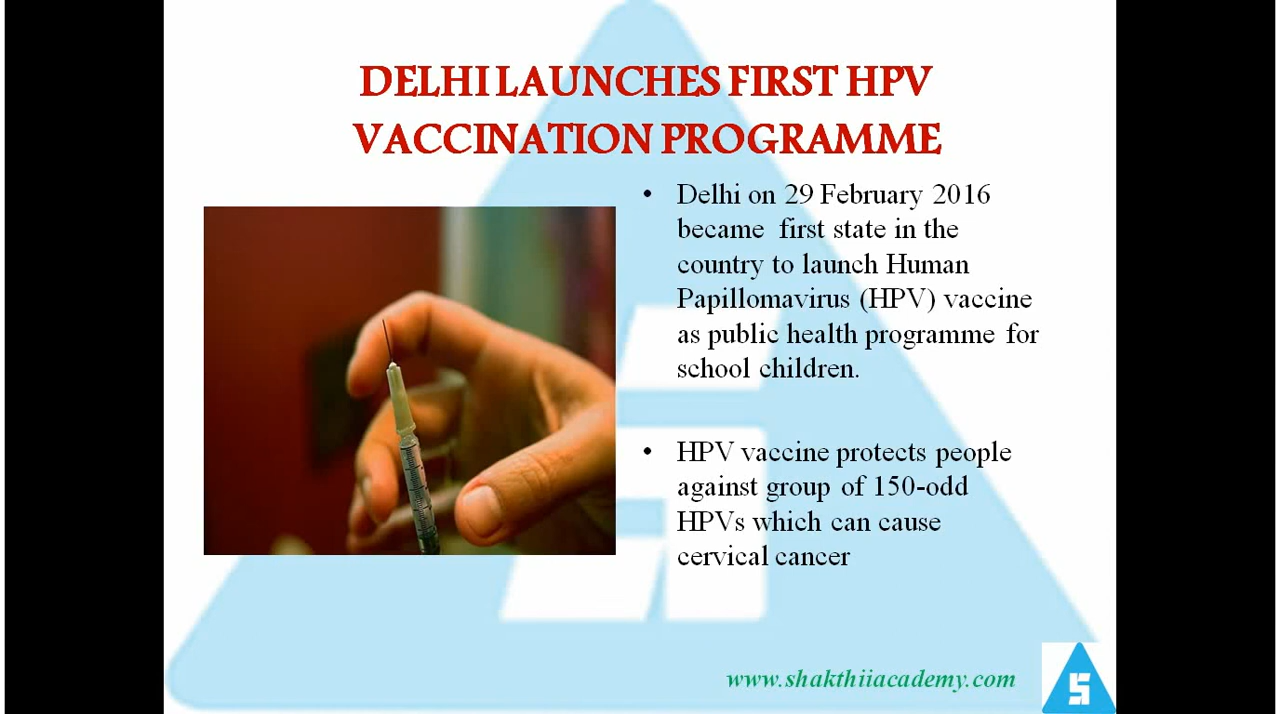 DELHI LAUNCHES FIRST HPV
VACCINATION PROGRAMME
• Delhi on 29 February 2016
became first state in the
country to launch Human
Papillomavirus (HPV) vaccine
as public health programme for
school children.
• HPV vaccine protects people
against group of 150-odd
HPVs which can cause
cervical cancer
www.shakthiiacademy.com